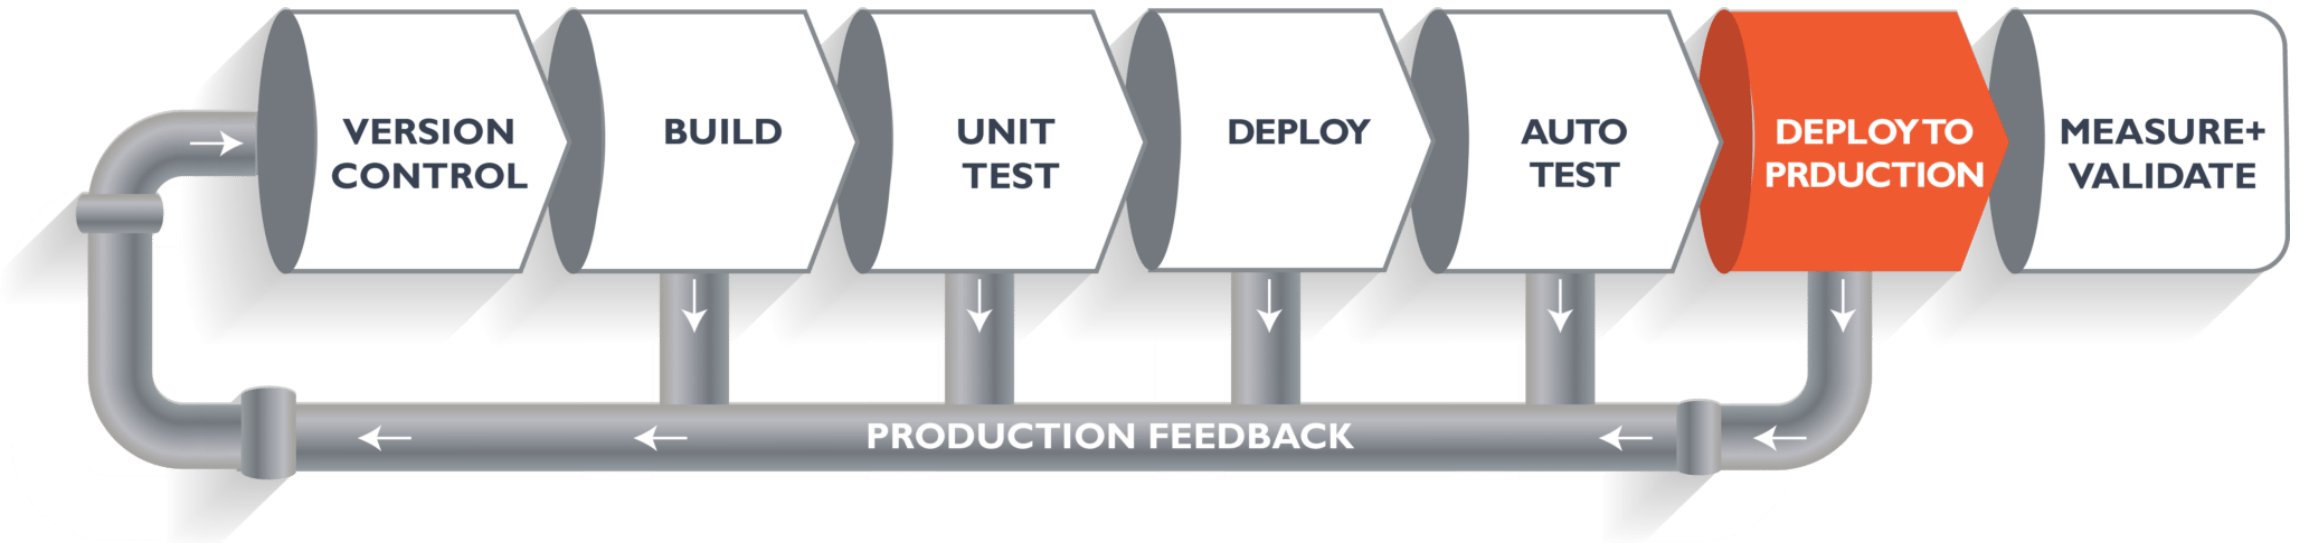 VERSION
CONTROL
BUILD
UNIT
TEST
DEPLOY
AUTO
TEST
DEPLOY TO
PRDUCTION
MEASURE+
VALIDATE
PRODUCTION FEEDBACK